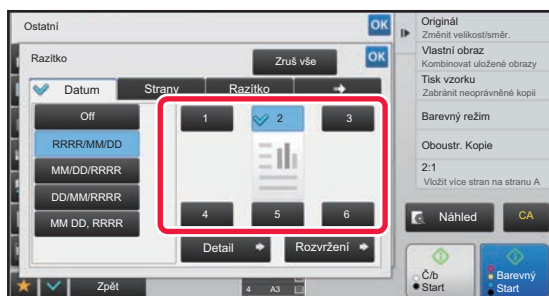 Ostatní
OK
Razítko
Zruš vše
OK
Datum
Strany
Razítko
Off
RRRR/MM/DD
MM/DD/RRRR
DD/MM/RRRR
MM DD, RRRR
1
2
3
4
5
6
Detail
Rozvržení
Zpět
4 A3
Originál
Změnit velikost/směr.
Vlastní obraz
Kombinovat uložené obrazy
Tisk vzorku
Zabránit neoprávněné kopii
Barevný režim
Oboustr. Kopie
2:1
Vložit více stran na stranu A
Náhled
CA
Č/b
Start
Barevný
Start